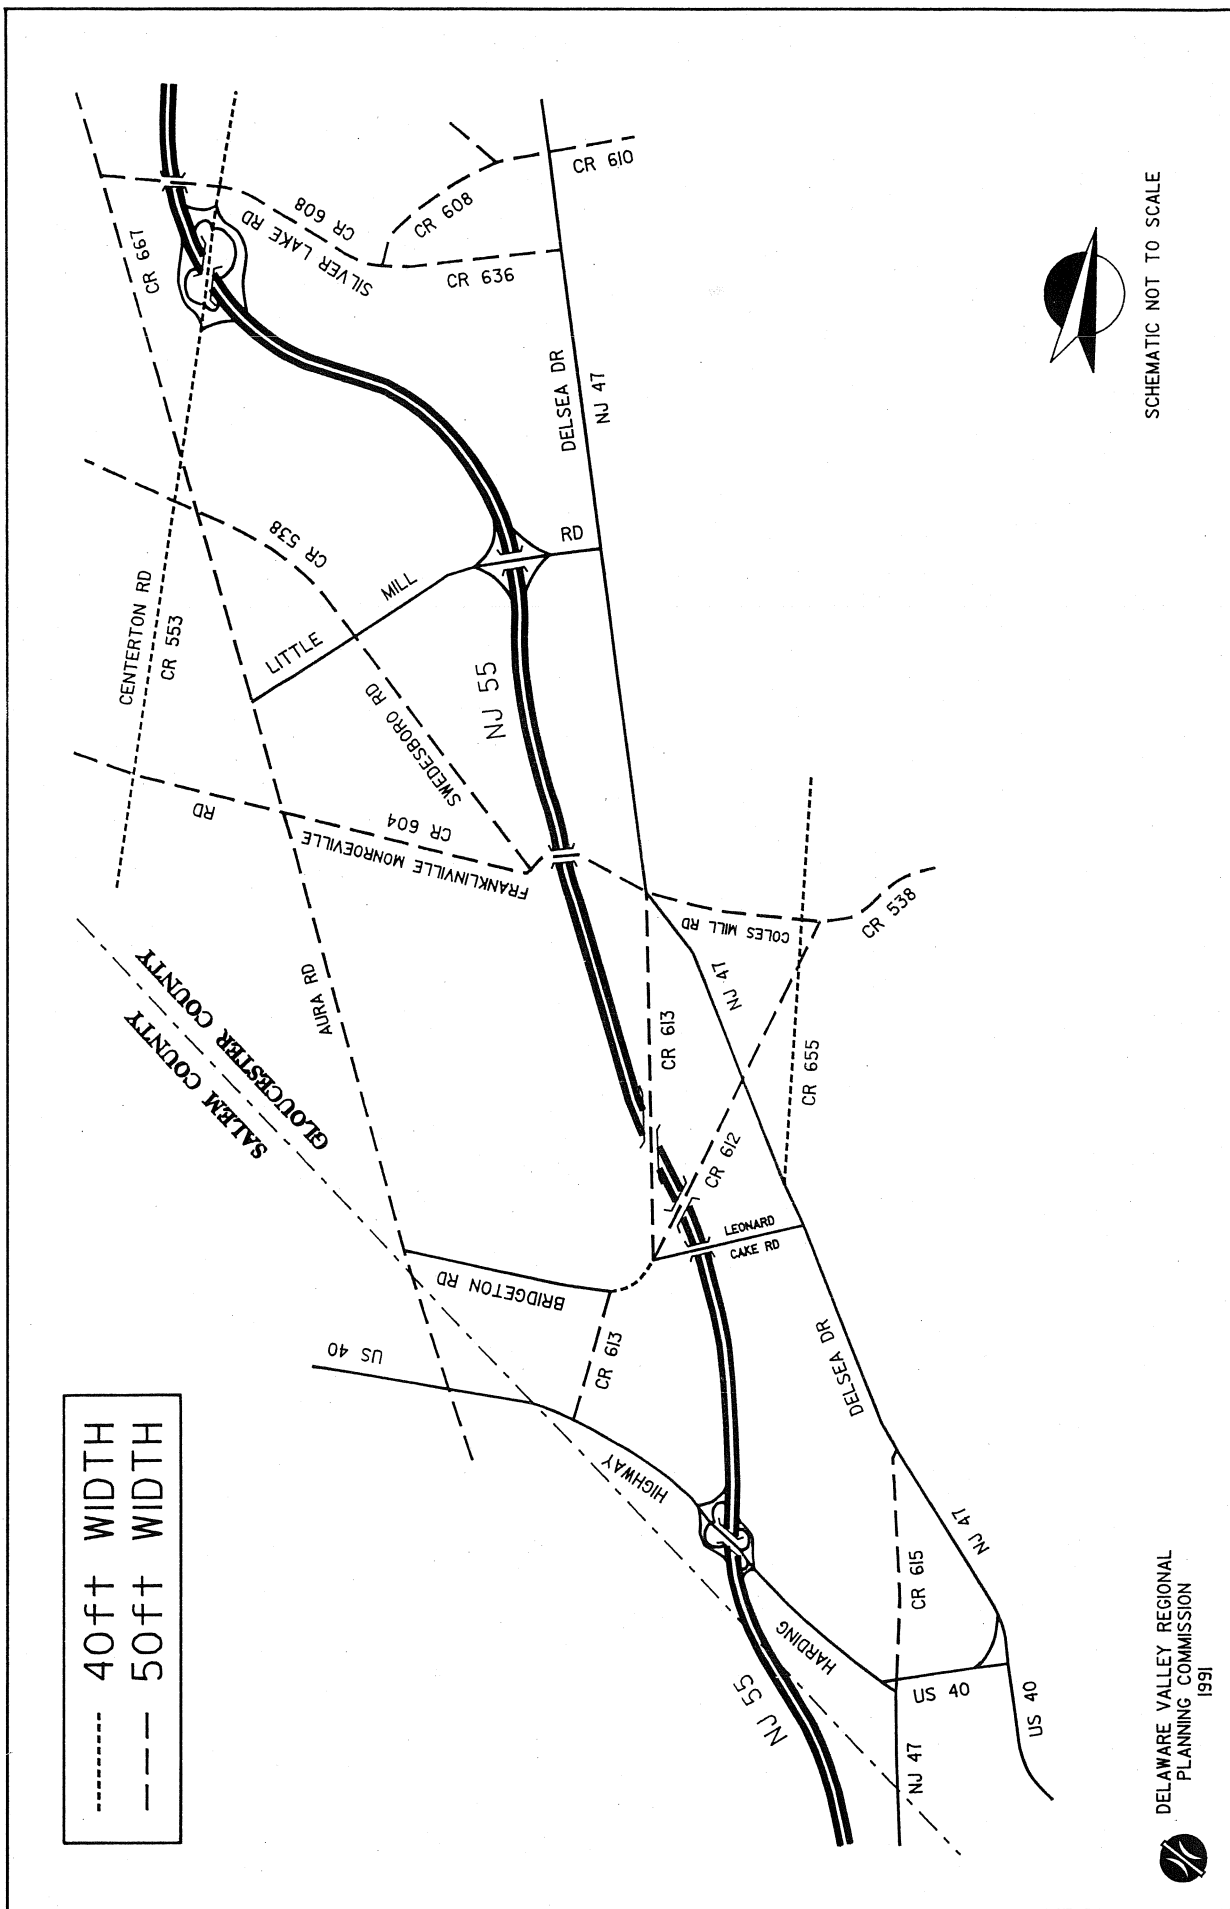 40ft WIDTH
50ft WIDTH
CR 667
SILVER LAKE RD
CR 608
CR 608
CR 610
CR 636
DELSEA DR
NJ 47
SCHEMATIC NOT TO SCALE
CENTERTON RD
CR 553
CR 538
LITTLE
MILL
RD
SWEDESBORO RD
NJ 55
RD
CR 604
FRANKLINVILLE MONROEVILLE
COLES MILL RD
CR 538
NJ 47
CR 655
CR 613
CR 612
AURA RD
GLOUCESTER COUNTY
SALEM COUNTY
LEONARD
CAKE RD
BRIDGETON RD
CR 613
US 40
HIGHWAY
DELSEA DR
NJ 47
CR 615
HARDING
NJ 55
US 40
NJ 47
US 40
DELAWARE VALLEY REGIONAL
PLANNING COMMISSION
1991